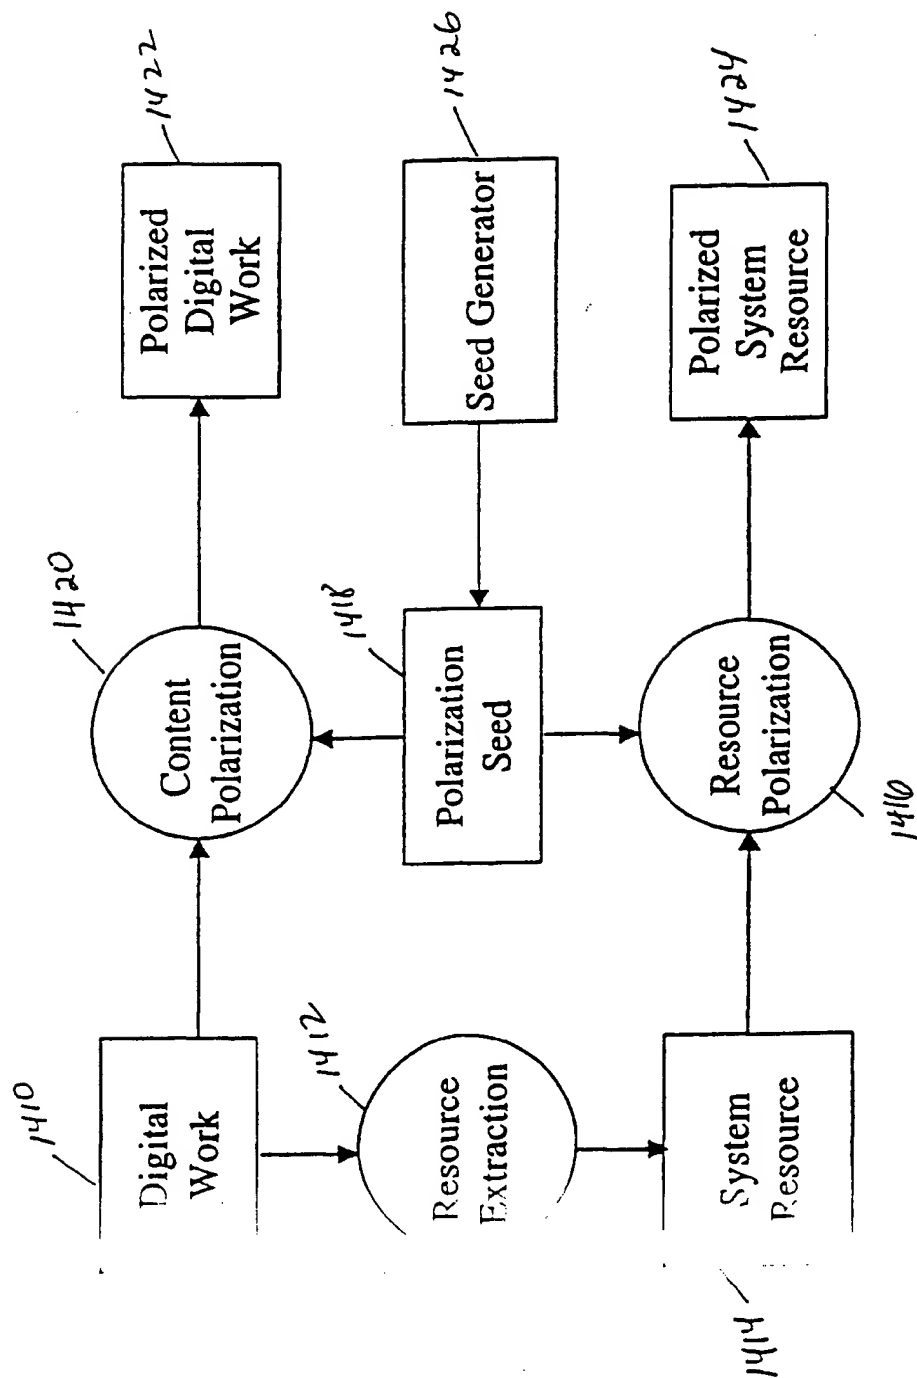 1410
Digital
Work
1420
Content
Polarization
1422
Polarized
Digital
Work
1412
Resource
Extraction
1418
Polarization
Seed
1426
Seed Generator
1414
System
Resource
1416
Resource
Polarization
1424
Polarized
System
Resource